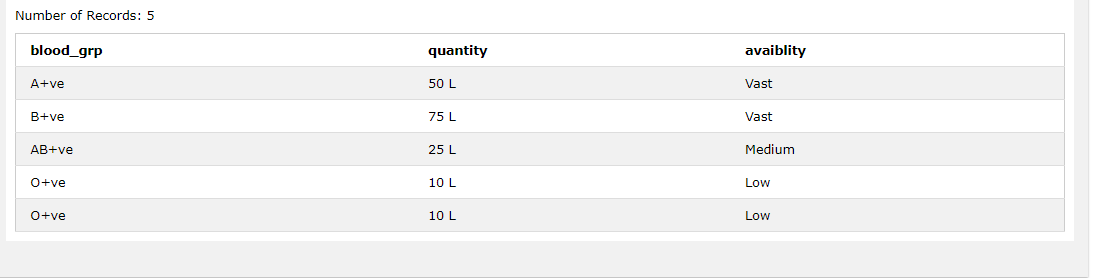 Number of Records: 5
blood_grp quantity avaiblity
A+ve 50 L Vast
B+ve 75 L Vast
AB+ve 25 L Medium
O+ve 10 L Low
O+ve 10 L Low